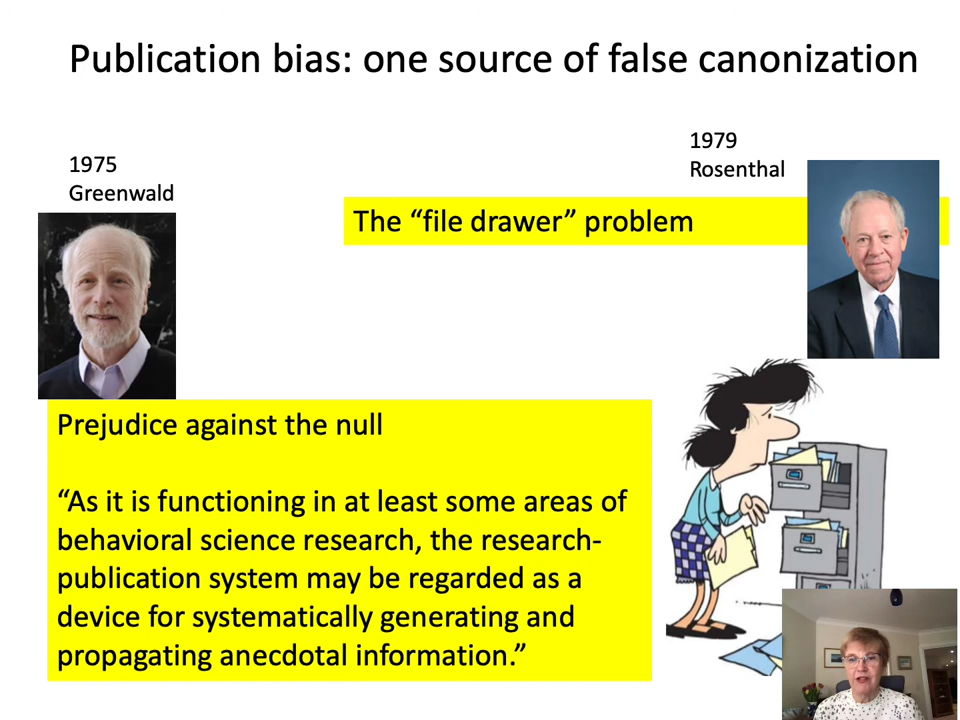 Publication bias: one source of false canonization
1975
Greenwald
1979
Rosenthal
The “file drawer” problem
Prejudice against the null
“As it is functioning in at least some areas of
behavioral science research, the research-
publication system may be regarded as a
device for systematically generating and
propagating anecdotal information.”